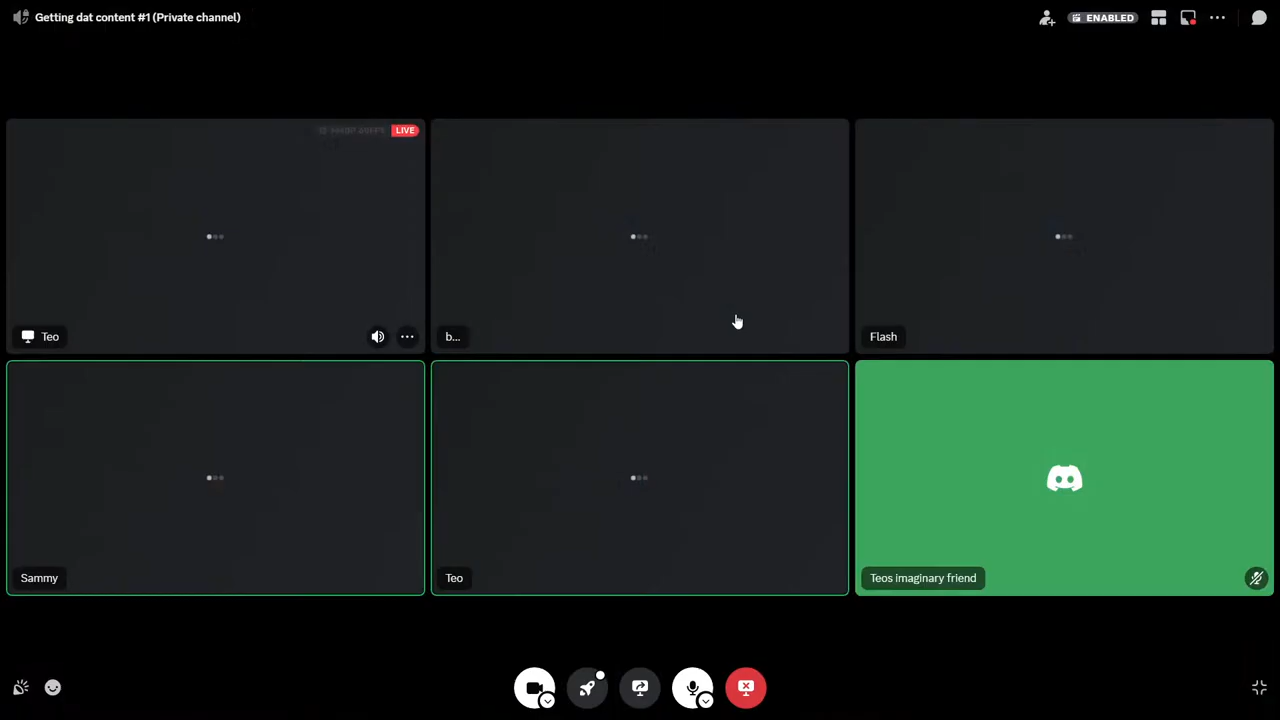 Getting dat content #1 (Private channel)
ENABLED
LIVE
Teo
b...
Flash
Sammy
Teo
Teos imaginary friend